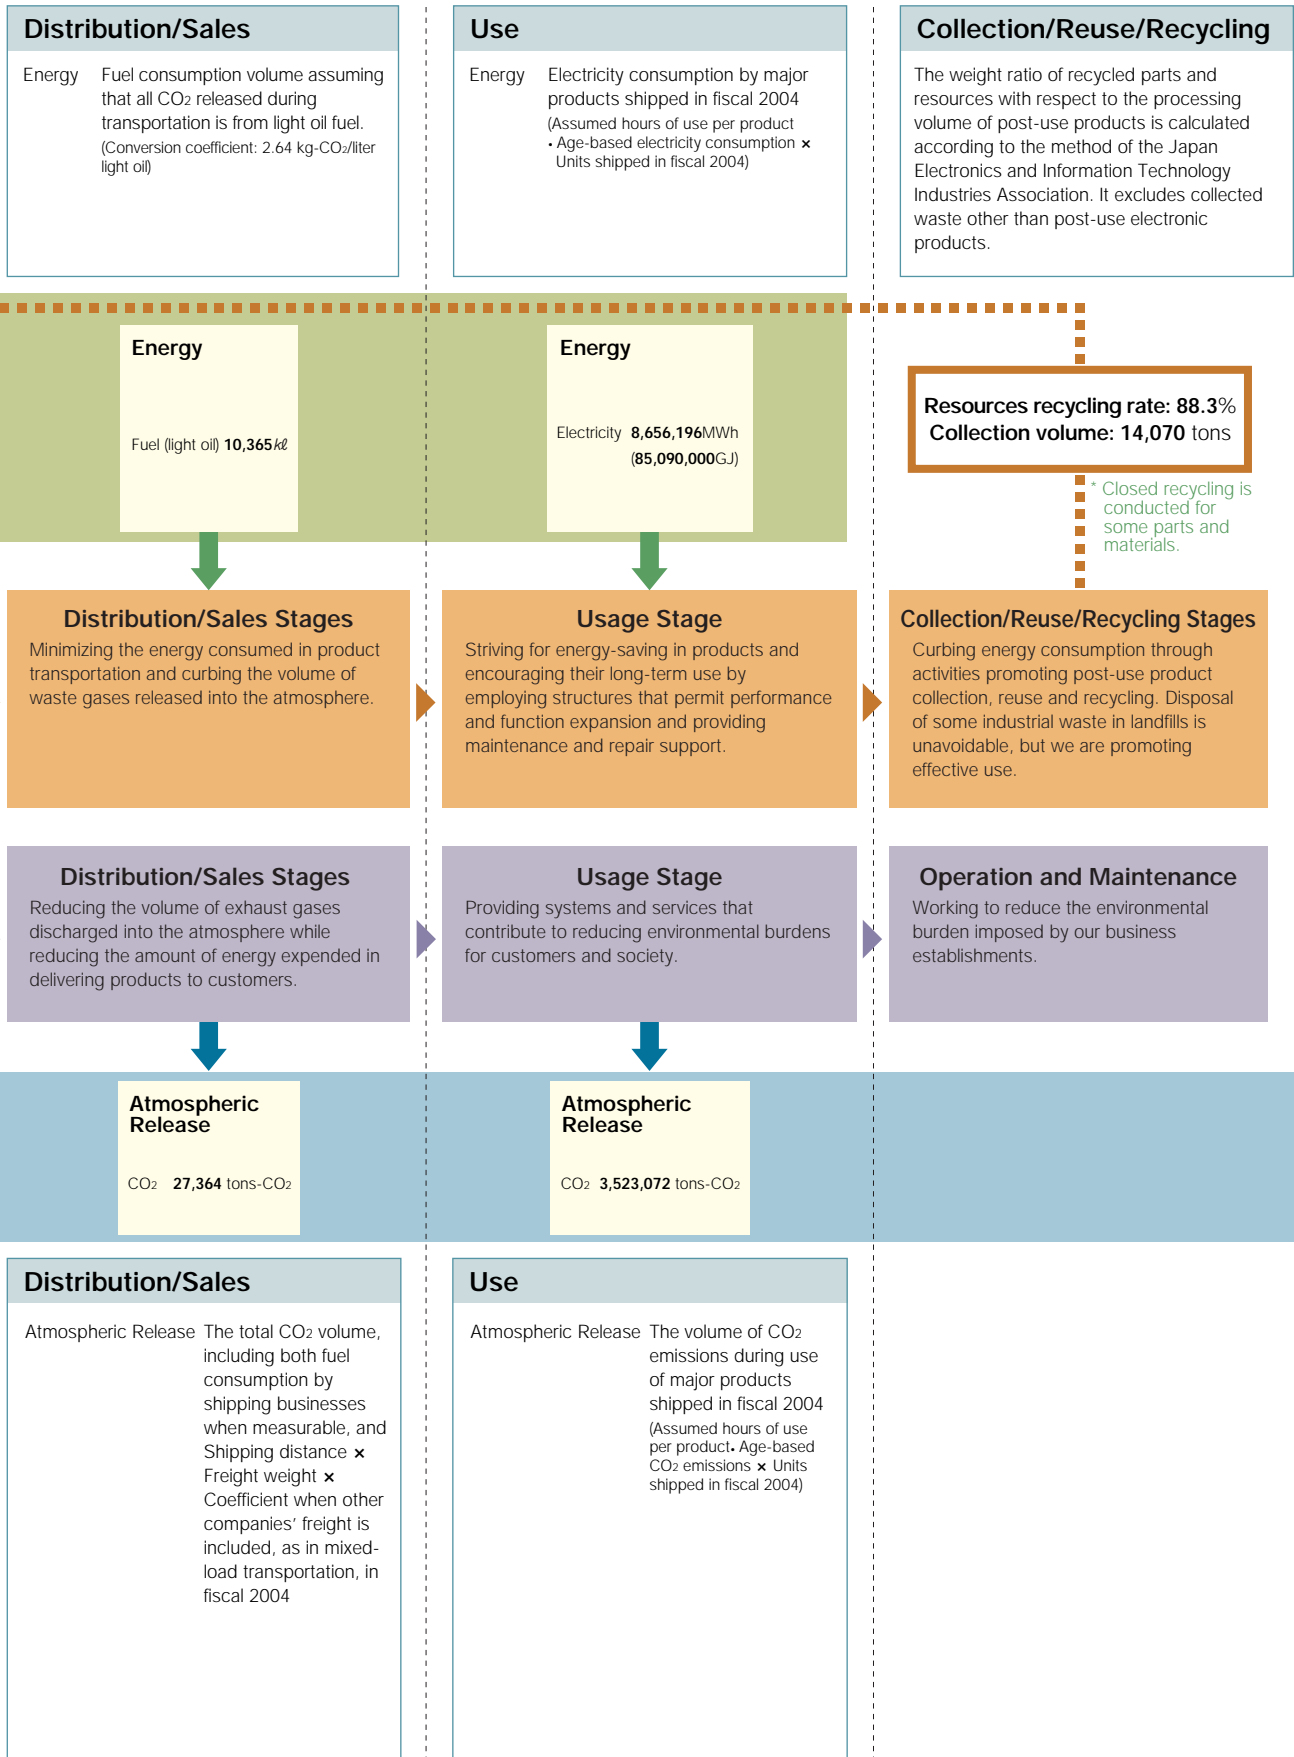 Distribution/Sales
Energy Fuel consumption volume assuming
that all CO2 released during
transportation is from light oil fuel.
(Conversion coefficient: 2.64 kg-CO2/liter
light oil)
Use
Energy Electricity consumption by major
products shipped in fiscal 2004
(Assumed hours of use per product
• Age-based electricity consumption ×
Units shipped in fiscal 2004)
Collection/Reuse/Recycling
The weight ratio of recycled parts and
resources with respect to the processing
volume of post-use products is calculated
according to the method of the Japan
Electronics and Information Technology
Industries Association. It excludes collected
waste other than post-use electronic
products.
Energy
Fuel (light oil) 10,365kℓ
Energy
Electricity 8,656,196MWh
(85,090,000GJ)
Resources recycling rate: 88.3%
Collection volume: 14,070 tons
* Closed recycling is
conducted for
some parts and
materials.
Distribution/Sales Stages
Minimizing the energy consumed in product
transportation and curbing the volume of
waste gases released into the atmosphere.
Usage Stage
Striving for energy-saving in products and
encouraging their long-term use by
employing structures that permit performance
and function expansion and providing
maintenance and repair support.
Collection/Reuse/Recycling Stages
Curbing energy consumption through
activities promoting post-use product
collection, reuse and recycling. Disposal
of some industrial waste in landfills is
unavoidable, but we are promoting
effective use.
Distribution/Sales Stages
Reducing the volume of exhaust gases
discharged into the atmosphere while
reducing the amount of energy expended in
delivering products to customers.
Usage Stage
Providing systems and services that
contribute to reducing environmental burdens
for customers and society.
Operation and Maintenance
Working to reduce the environmental
burden imposed by our business
establishments.
Atmospheric
Release
CO2 27,364 tons-CO2
Atmospheric
Release
CO2 3,523,072 tons-CO2
Distribution/Sales
Atmospheric Release The total CO2 volume,
including both fuel
consumption by
shipping businesses
when measurable, and
Shipping distance ×
Freight weight ×
Coefficient when other
companies’ freight is
included, as in mixed-
load transportation, in
fiscal 2004
Use
Atmospheric Release The volume of CO2
emissions during use
of major products
shipped in fiscal 2004
(Assumed hours of use
per product• Age-based
CO2 emissions × Units
shipped in fiscal 2004)